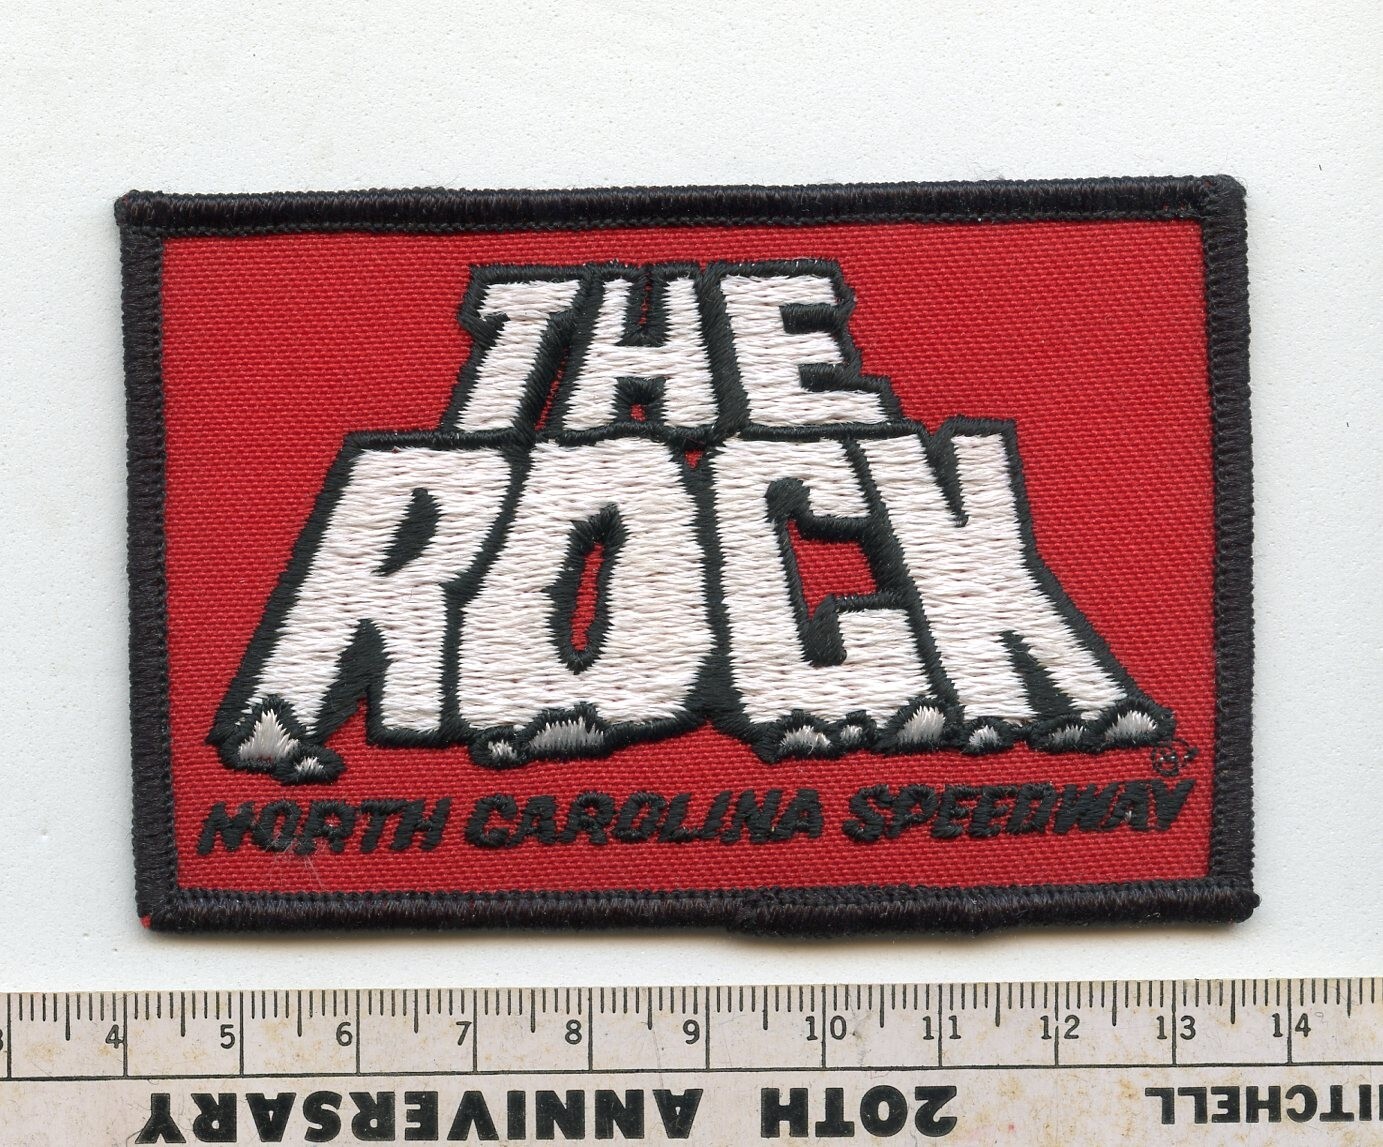 THE
ROCK
®
NORTH CAROLINA SPEEDWAY
3 4 5 6 7 8 9 10 11 12 13 14
20TH ANNIVERSARY
ITCHELL